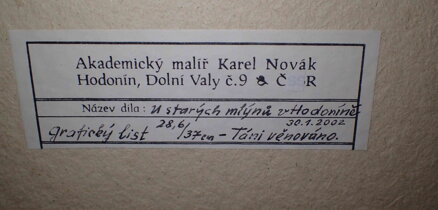 Akademický malíř Karel Novák
Hodonín, Dolní Valy č.9 Č R
Název díla: U starých mlýnů v Hodoníně
30.1.2002
grafický list 28,6/37cm - Táni věnováno.